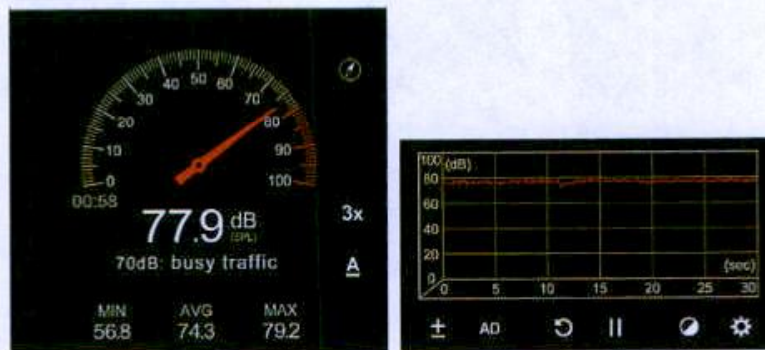 0 10 20 30 40 50 60 70 80 90 100
00:58
77.9 dB
(SPL)
70dB: busy traffic
MIN AVG MAX
56.8 74.3 79.2
3x
A
100 (dB)
80
60
40
20
0
(sec)
0 5 10 15 20 25 30
± AD